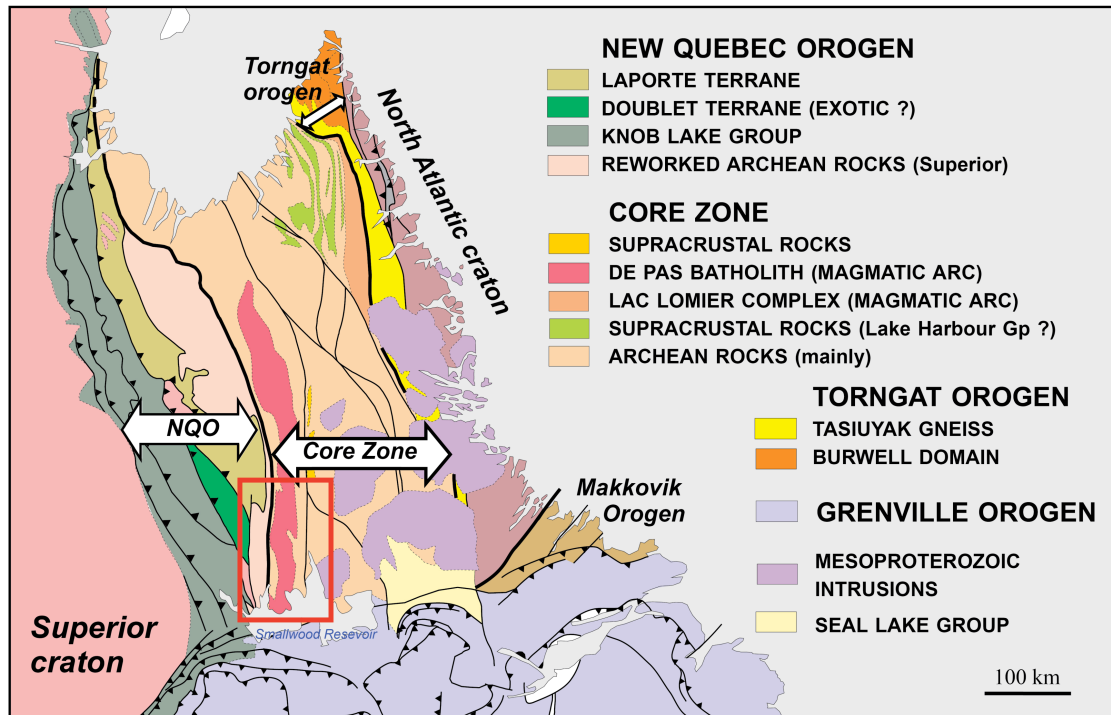 Torngat
orogen
North Atlantic craton
NQO
Core Zone
Makkovik
Orogen
Superior
craton
Smallwood Resevoir
NEW QUEBEC OROGEN
LAPORTE TERRANE
DOUBLET TERRANE (EXOTIC ?)
KNOB LAKE GROUP
REWORKED ARCHEAN ROCKS (Superior)
CORE ZONE
SUPRACRUSTAL ROCKS
DE PAS BATHOLITH (MAGMATIC ARC)
LAC LOMIER COMPLEX (MAGMATIC ARC)
SUPRACRUSTAL ROCKS (Lake Harbour Gp ?)
ARCHEAN ROCKS (mainly)
TORNGAT OROGEN
TASIUYAK GNEISS
BURWELL DOMAIN
GRENVILLE OROGEN
MESOPROTEROZOIC
INTRUSIONS
SEAL LAKE GROUP
100 km